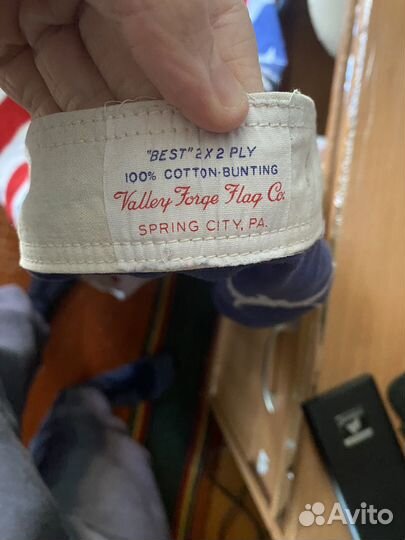 "BEST" 2 X 2 PLY
100% COTTON-BUNTING
Valley Forge Flag Co.
SPRING CITY, PA.
Avito